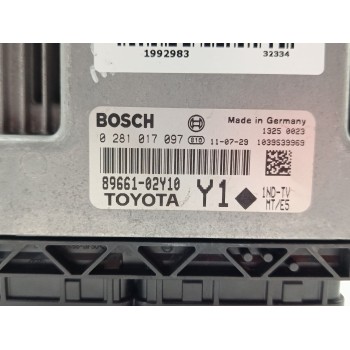 1992983 32334
BOSCH Made in Germany
1325 0023
0 281 017 097 G15 11-07-29 1039S39969
89661-02Y10 Y1 1ND-TV
TOYOTA MT/E5